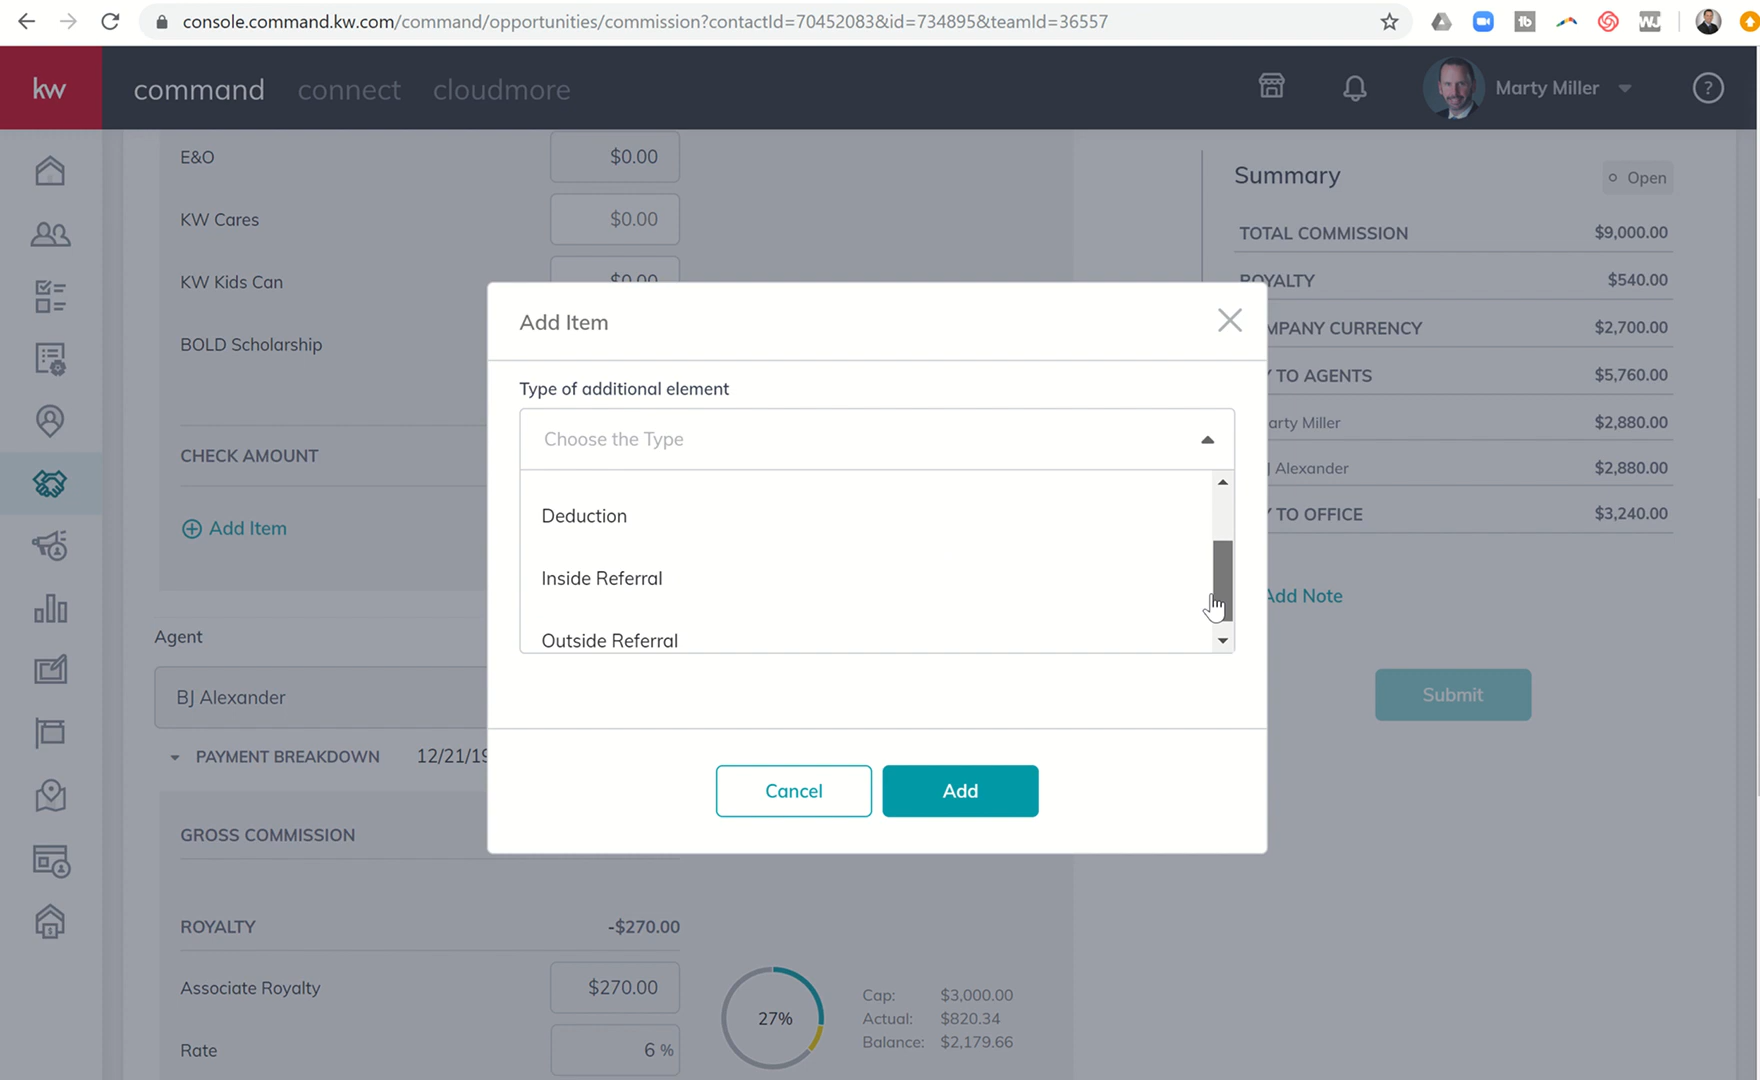 console.command.kw.com/command/opportunities/commission?contactId=70452083&id=734895&teamId=36557
kw
command
connect
cloudmore
Marty Miller
?
E&O
$0.00
KW Cares
$0.00
KW Kids Can
$0.00
BOLD Scholarship
CHECK AMOUNT
Add Item
Agent
BJ Alexander
PAYMENT BREAKDOWN
12/21/19
GROSS COMMISSION
ROYALTY
-$270.00
Associate Royalty
$270.00
Rate
6 %
27%
Cap: $3,000.00
Actual: $820.34
Balance: $2,179.66
Add Item
Type of additional element
Choose the Type
Deduction
Inside Referral
Outside Referral
Cancel
Add
Summary
Open
TOTAL COMMISSION
$9,000.00
ROYALTY
$540.00
MPANY CURRENCY
$2,700.00
TO AGENTS
$5,760.00
arty Miller
$2,880.00
Alexander
$2,880.00
TO OFFICE
$3,240.00
Add Note
Submit